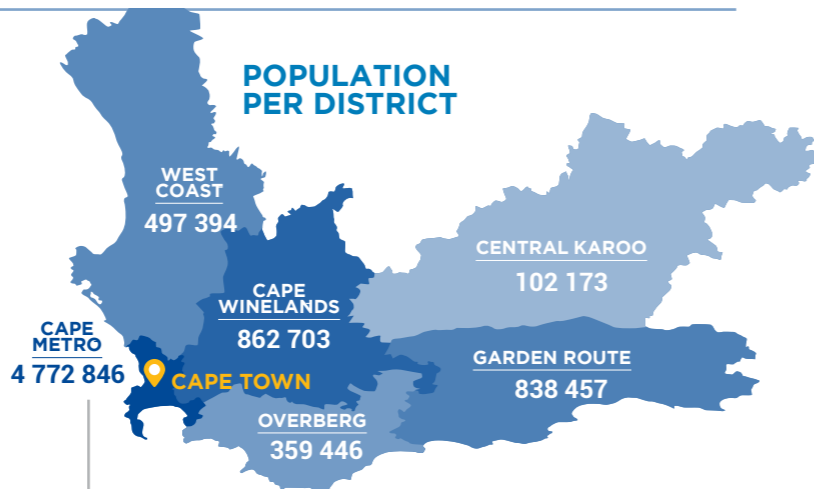 POPULATION
PER DISTRICT
WEST
COAST
497 394
CENTRAL KAROO
102 173
CAPE
WINELANDS
862 703
CAPE
METRO
4 772 846
CAPE TOWN
GARDEN ROUTE
838 457
OVERBERG
359 446